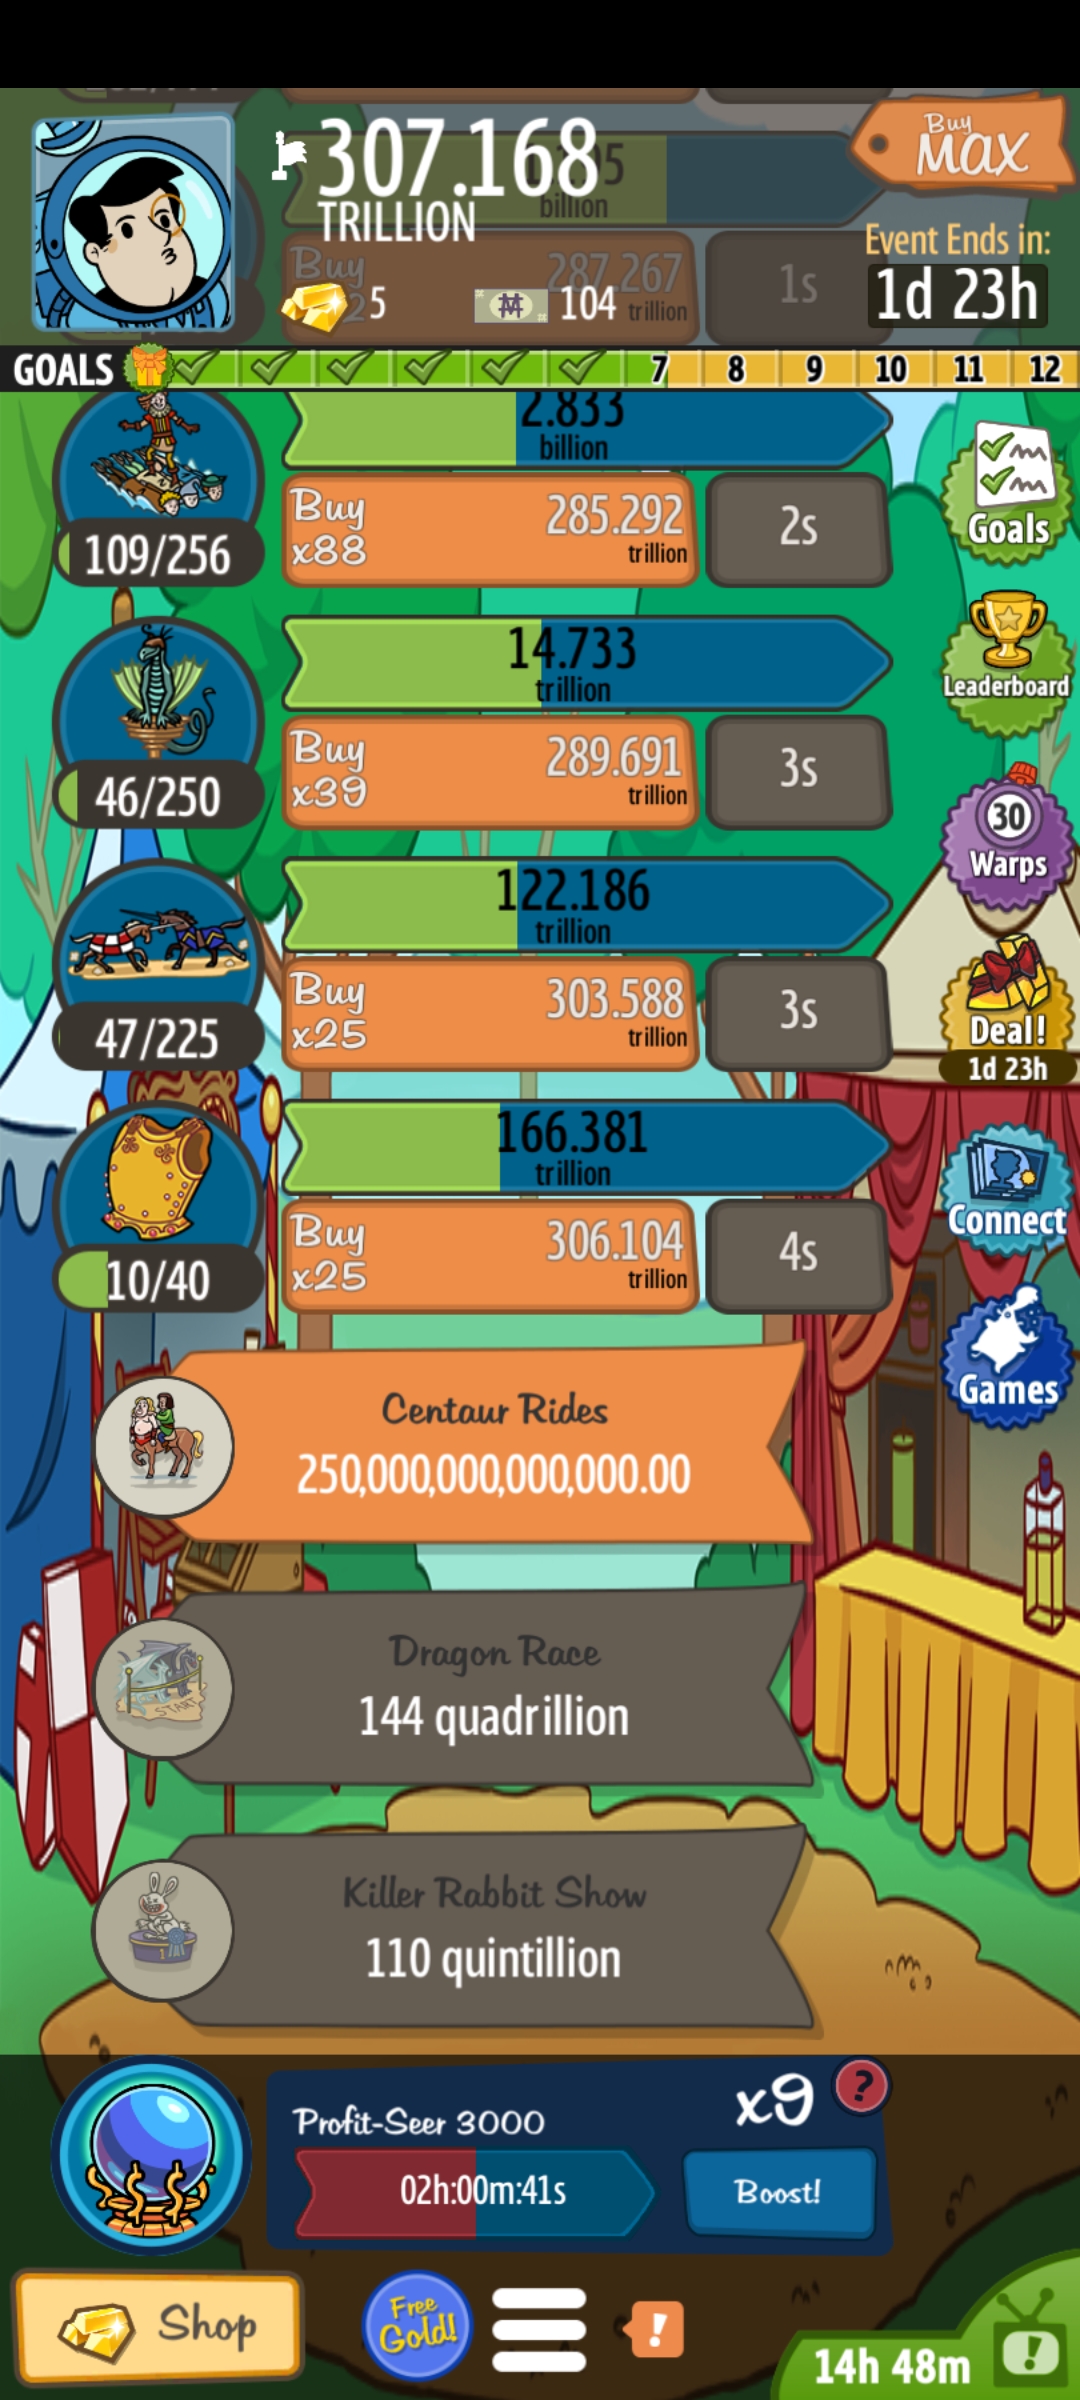 307.168
TRILLION
Buy
MAX
billion
Event Ends in:
1d 23h
Buy
287.267
trillion
1s
5
104
GOALS
7
8
9
10
11
12
2.833
billion
Buy
x88
285.292
trillion
2s
109/256
Goals
14.733
trillion
Leaderboard
Buy
x39
289.691
trillion
3s
46/250
30
Warps
122.186
trillion
Buy
x25
303.588
trillion
3s
47/225
Deal!
1d 23h
166.381
trillion
Buy
x25
306.104
trillion
4s
10/40
Connect
Games
Centaur Rides
250,000,000,000,000.00
START
Dragon Race
144 quadrillion
1
Killer Rabbit Show
110 quintillion
Profit-Seer 3000
x9
?
02h:00m:41s
Boost!
Shop
Free
Gold!
!
14h 48m
!